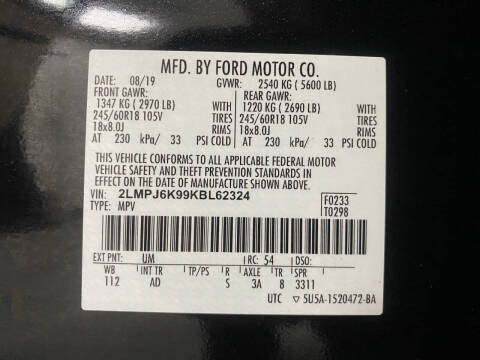 MFD. BY FORD MOTOR CO.
DATE: 08/19 GVWR: 2540 KG ( 5600 LB)
FRONT GAWR: REAR GAWR:
1347 KG ( 2970 LB) WITH 1220 KG ( 2690 LB) WITH
245/60R18 105V TIRES 245/60R18 105V TIRES
18x8.0J RIMS 18x8.0J RIMS
AT 230 kPa/ 33 PSI COLD AT 230 kPa/ 33 PSI COLD
THIS VEHICLE CONFORMS TO ALL APPLICABLE FEDERAL MOTOR
VEHICLE SAFETY AND THEFT PREVENTION STANDARDS IN
EFFECT ON THE DATE OF MANUFACTURE SHOWN ABOVE.
VIN: 2LMPJ6K99KBL62324 F0233
TYPE: MPV T0298
EXT PNT: UM RC: 54 DSO:
WB INT TR TP/PS R AXLE TR SPR
112 AD S 3A 8 3311
UTC ▽ 5U5A-1520472-BA